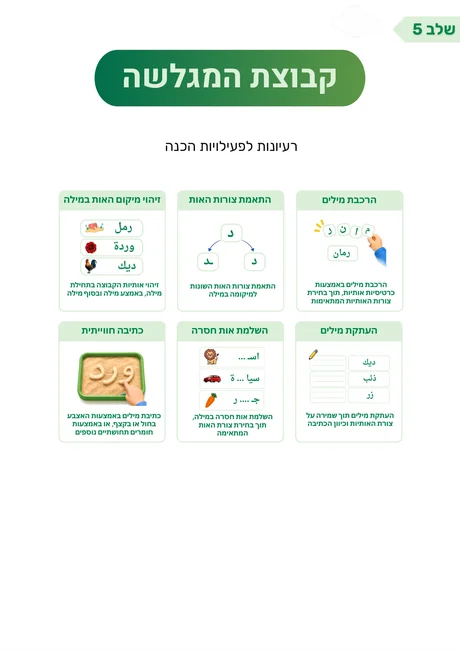 שלב 5
קבוצת המגלשה
רעיונות לפעילויות הכנה
הרכבת מילים
م ا ن ر
رمان
הרכבת מילים באמצעות
כרטיסיות אותיות, תוך בחירת
צורות האותיות המתאימות
התאמת צורות האות
د
ـد
د
התאמת צורות האות השונות
למיקומה במילה
זיהוי מיקום האות במילה
رمل
وردة
ديك
זיהוי אותיות הקבוצה בתחילת
מילה, באמצע מילה ובסוף מילה
העתקת מילים
ديك
ذئب
زر
העתקת מילים תוך שמירה על
צורת האותיות וכיוון הכתיבה
השלמת אות חסרה
اسـ ...
سيا ... ة
جـ .... ر
השלמת אות חסרה במילה,
תוך בחירת צורת האות
המתאימה
כתיבה חווייתית
ورد
כתיבת מילים באמצעות האצבע
בחול או בקצף, או באמצעות
חומרים תחושתיים נוספים